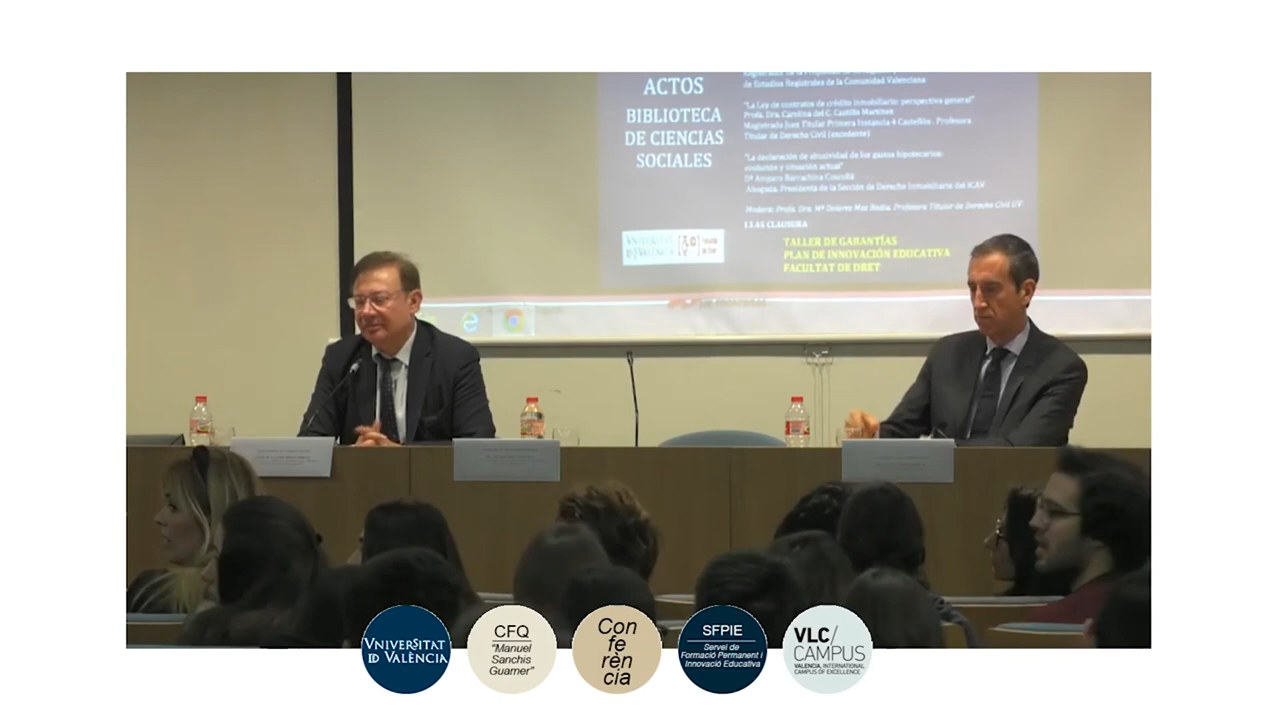 ACTOS
BIBLIOTECA
DE CIENCIAS
SOCIALES
de Estudios Registrales de la Comunidad Valenciana
"La Ley de contratos de crédito inmobiliario: perspectiva general"
Profa. Dra. Carolina del C. Castillo Martínez
Magistrada Juez Titular Primera Instancia 4 Castellón. Profesora
Titular de Derecho Civil (excedente)
"La declaración de abusividad de los gastos hipotecarios:
evolución y situación actual"
Dª Amparo Barrachina
Abogada. Presidenta de la Sección de Derecho Inmobiliario del ICAV
Modera: Profa. Dra. Mª Dolores Mas Badia. Profesora Titular de Derecho Civil UV
CLAUSURA
VNIVERSITAT
ID VALÈNCIA
TALLER DE GARANTÍAS
PLAN DE INNOVACIÓN EDUCATIVA
FACULTAT DE DRET
VNIVERSITAT
ID VALÈNCIA
CFQ
"Manuel
Sanchis
Guarner"
Con
fe
rèn
cia
SFPIE
Servei de
Formació Permanent i
Innovació Educativa
VLC/
CAMPUS
VALENCIA, INTERNATIONAL
CAMPUS OF EXCELLENCE